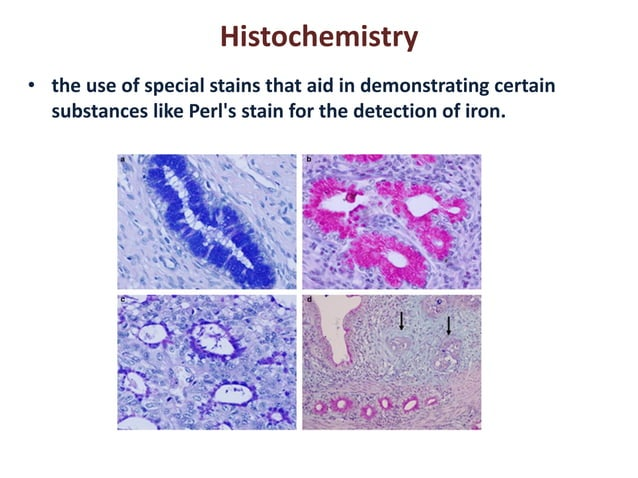 Histochemistry
• the use of special stains that aid in demonstrating certain
substances like Perl's stain for the detection of iron.
a
b
c
d